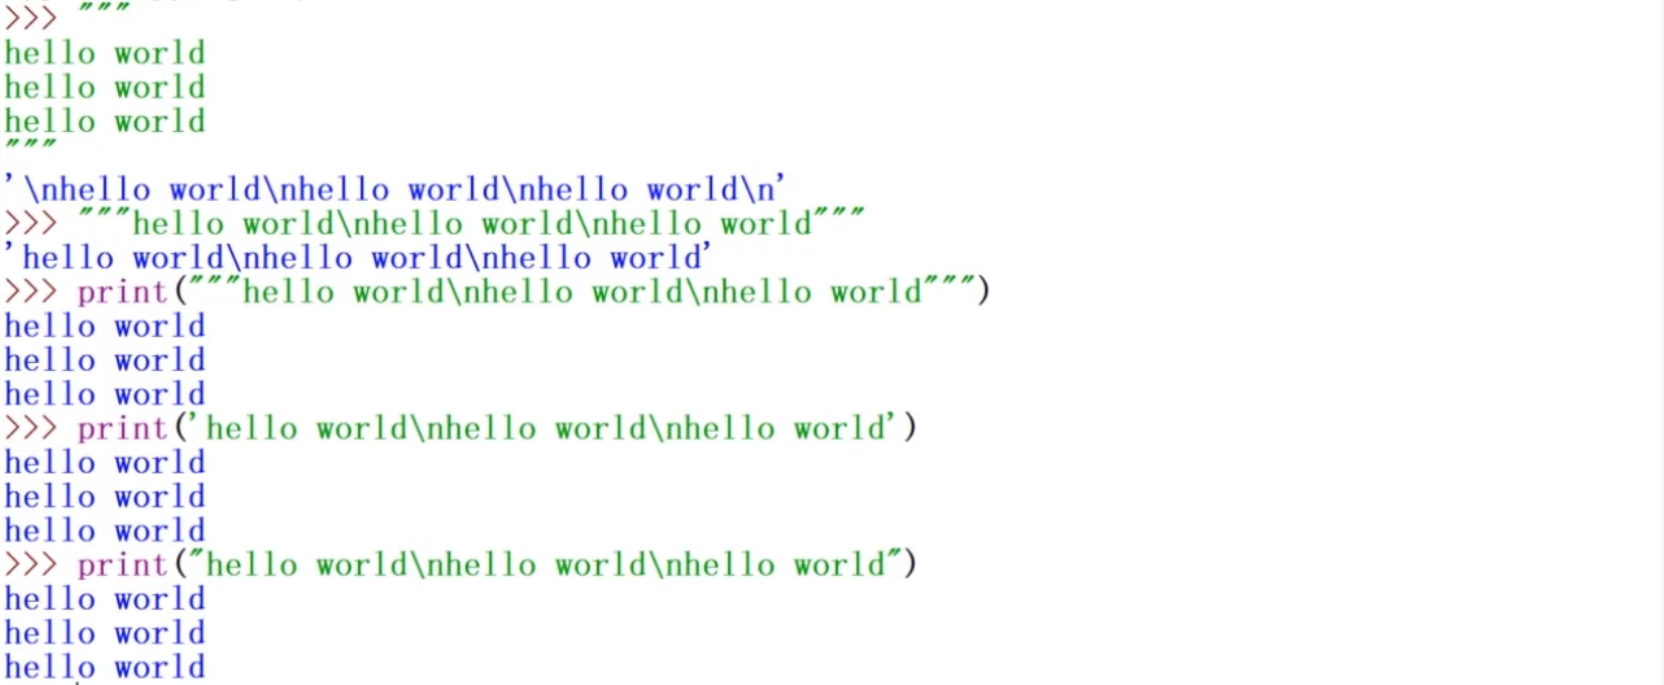 >>> """
hello world
hello world
hello world
"""
'\nhello world\nhello world\nhello world\n'
>>> """hello world\nhello world\nhello world"""
'hello world\nhello world\nhello world'
>>> print("""hello world\nhello world\nhello world""")
hello world
hello world
hello world
>>> print('hello world\nhello world\nhello world')
hello world
hello world
hello world
>>> print("hello world\nhello world\nhello world")
hello world
hello world
hello world